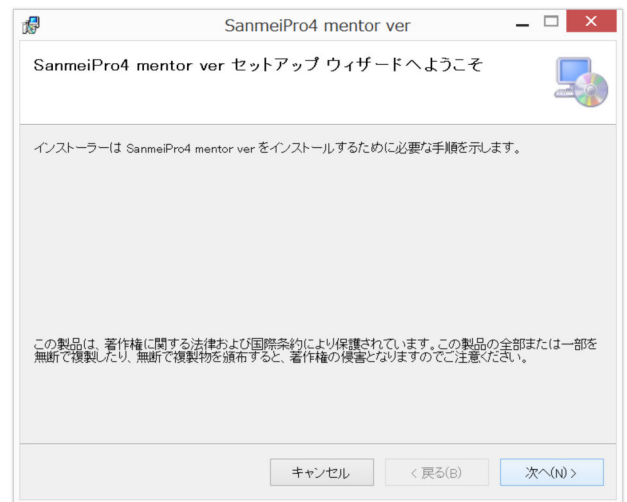 SanmeiPro4 mentor ver
SanmeiPro4 mentor ver セットアップ ウィザードへようこそ
インストーラーは SanmeiPro4 mentor ver をインストールするために必要な手順を示します。
この製品は、著作権に関する法律および国際条約により保護されています。この製品の全部または一部を
無断で複製したり、無断で複製物を頒布すると、著作権の侵害となりますのでご注意ください。
キャンセル
< 戻る(B)
次へ(N) >